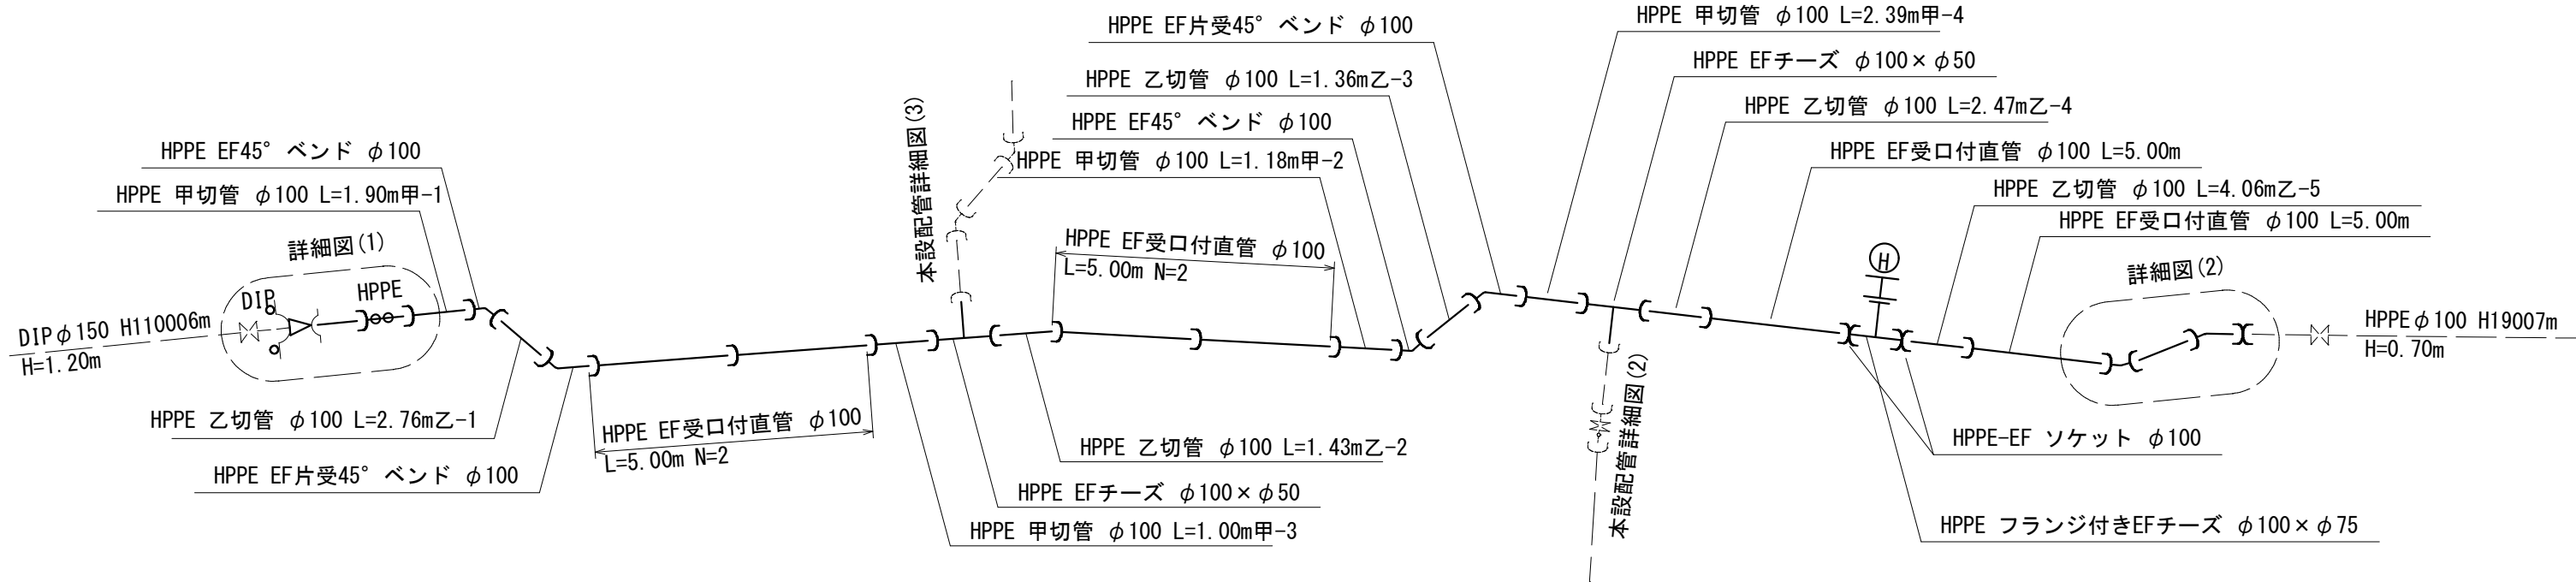 HPPE EF片受45° ベンド φ100
HPPE 甲切管 φ100 L=2.39m甲-4
HPPE EFチーズ φ100×φ50
HPPE 乙切管 φ100 L=1.36m乙-3
HPPE 乙切管 φ100 L=2.47m乙-4
HPPE EF45° ベンド φ100
HPPE EF45° ベンド φ100
HPPE 甲切管 φ100 L=1.18m甲-2
HPPE EF受口付直管 φ100 L=5.00m
HPPE 甲切管 φ100 L=1.90m甲-1
HPPE 乙切管 φ100 L=4.06m乙-5
HPPE EF受口付直管 φ100 L=5.00m
本設配管詳細図(3)
詳細図(1)
HPPE EF受口付直管 φ100
L=5.00m N=2
H
詳細図(2)
DIP
HPPE
DIPφ150 H110006m
H=1.20m
HPPEφ100 H19007m
H=0.70m
本設配管詳細図(2)
HPPE 乙切管 φ100 L=2.76m乙-1
HPPE EF受口付直管 φ100
L=5.00m N=2
HPPE 乙切管 φ100 L=1.43m乙-2
HPPE-EF ソケット φ100
HPPE EF片受45° ベンド φ100
HPPE EFチーズ φ100×φ50
HPPE 甲切管 φ100 L=1.00m甲-3
HPPE フランジ付きEFチーズ φ100×φ75